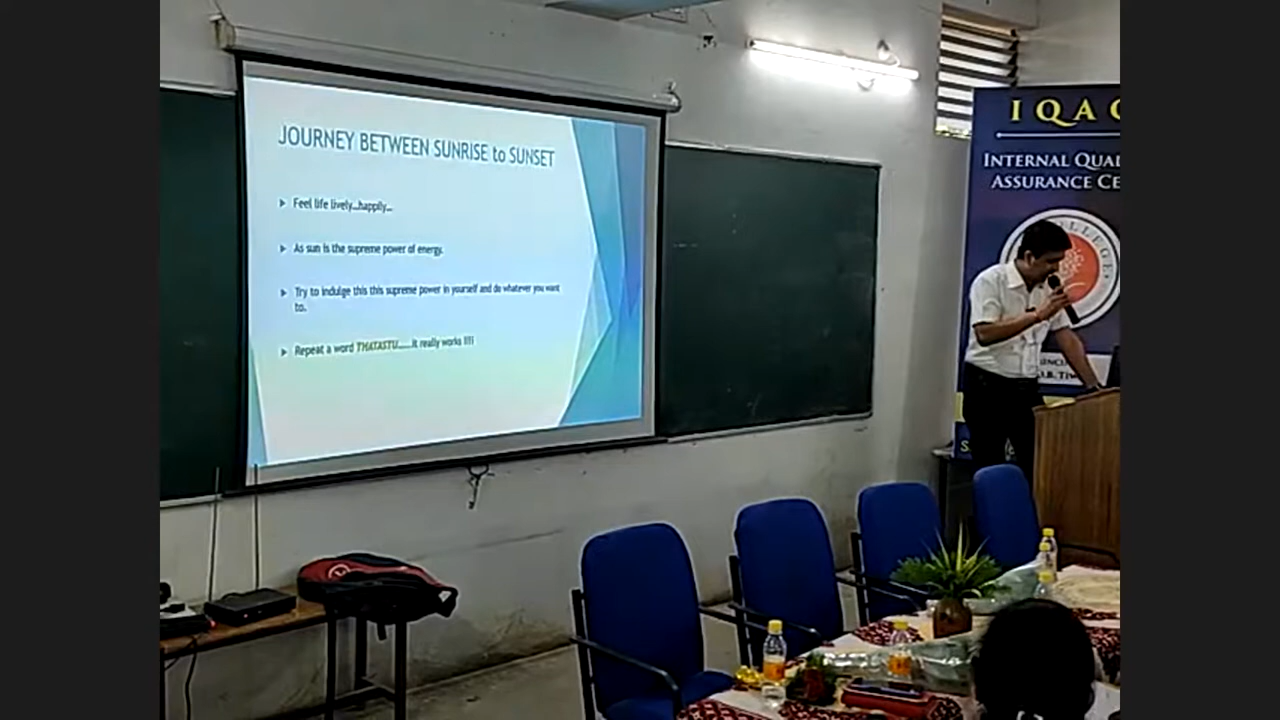 JOURNEY BETWEEN SUNRISE to SUNSET
Feel life lively...happily...
As sun is the supreme power of energy.
Try to indulge this this supreme power in yourself and do whatever you want
to.
Repeat a word THATASTU......it really works !!!!
IQAC
INTERNAL QUAL
ASSURANCE CE
LLEGE